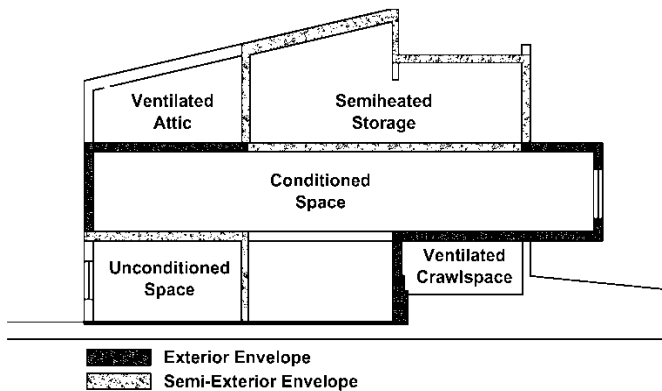 Ventilated
Attic
Semiheated
Storage
Conditioned
Space
Unconditioned
Space
Ventilated
Crawlspace
Exterior Envelope
Semi-Exterior Envelope